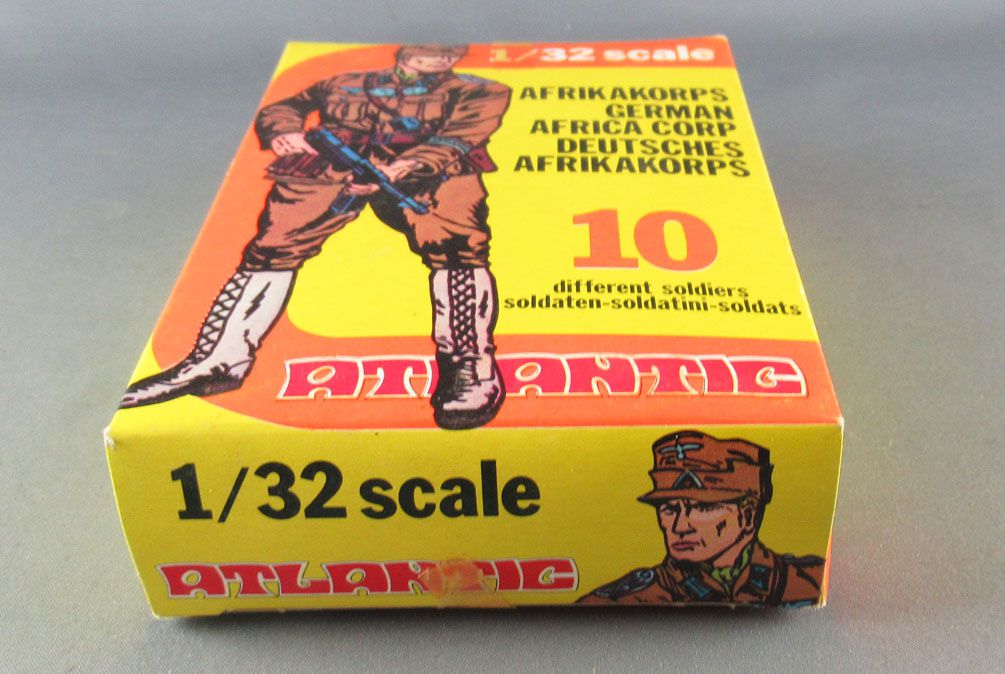 1/32 scale
AFRIKAKORPS
GERMAN
AFRICA CORP
DEUTSCHES
AFRIKAKORPS
10
different soldiers
soldaten-soldatini-soldats
ATLANTIC
1/32 scale
ATLANTIC